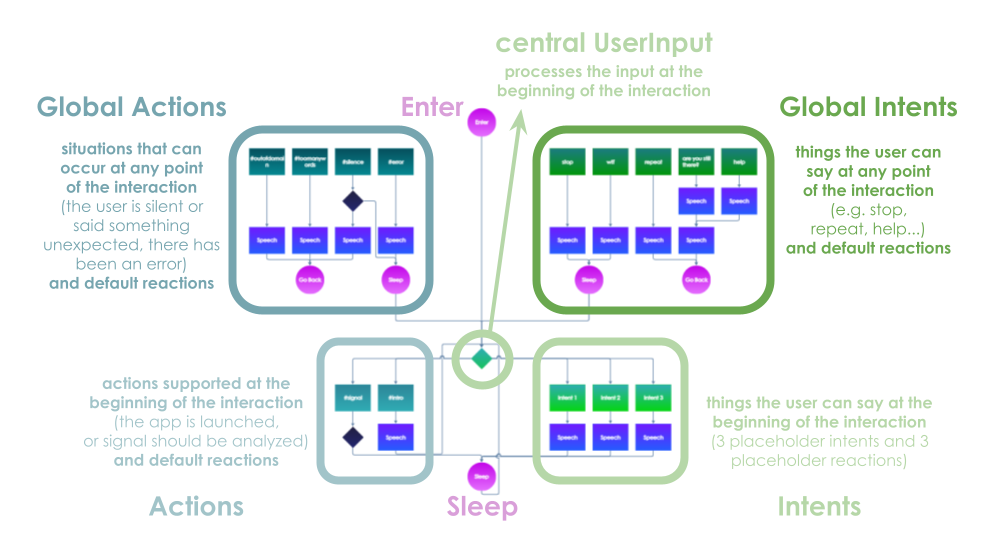 central UserInput
processes the input at the
beginning of the interaction
Global Actions
situations that can
occur at any point
of the interaction
(the user is silent or
said something
unexpected, there has
been an error)
and default reactions
Enter
Enter
Global Intents
things the user can
say at any point
of the interaction
(e.g. stop,
repeat, help...)
and default reactions
#outofdomai
n
#toomanywo
rds
#silence
#error
Speech
Speech
Speech
Speech
Go Back
Sleep
stop
wtf
repeat
are you still
there?
help
Speech
Speech
Speech
Speech
Speech
Sleep
Go Back
actions supported at the
beginning of the interaction
(the app is launched,
or signal should be analyzed)
and default reactions
Actions
#signal
#intro
Speech
Intent 1
Intent 2
Intent 3
Speech
Speech
Speech
Sleep
Sleep
things the user can say at the
beginning of the interaction
(3 placeholder intents and 3
placeholder reactions)
Intents